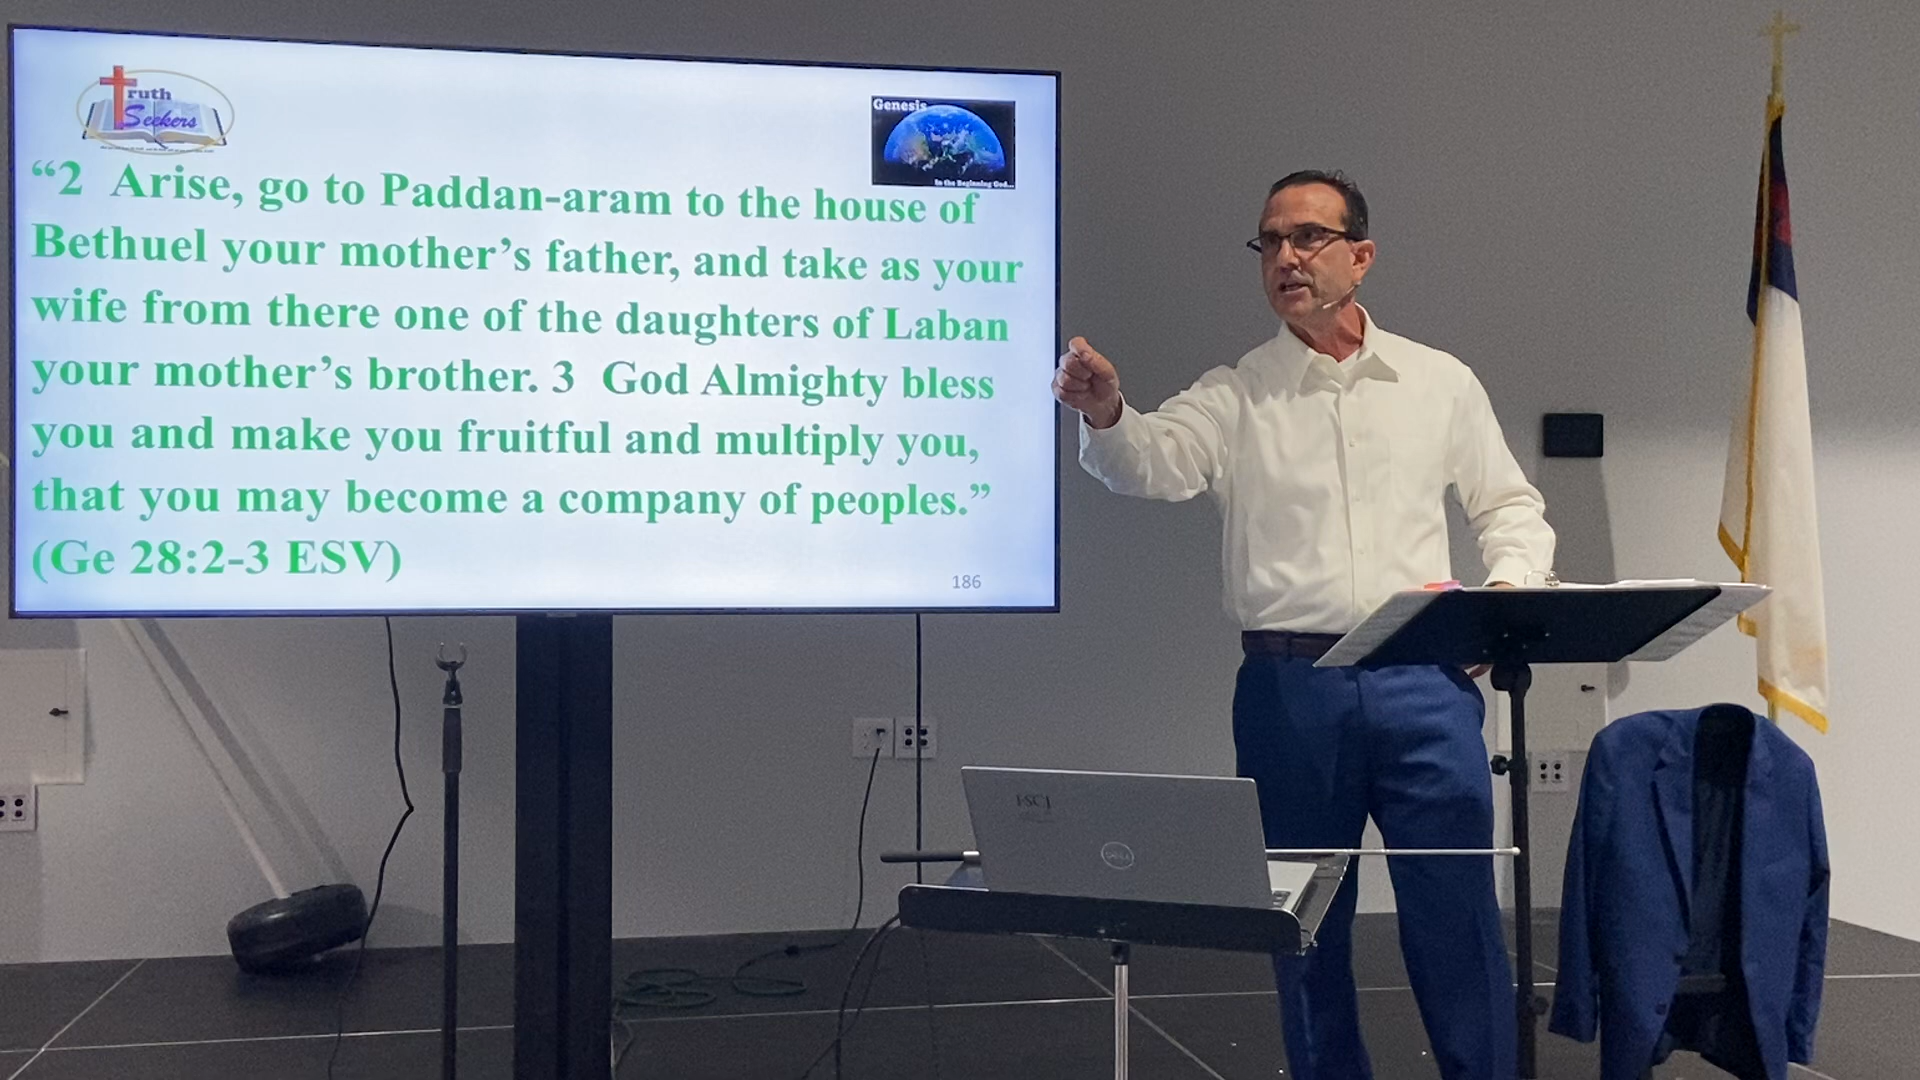 Truth
Seekers
Genesis
In the Beginning God...
“2 Arise, go to Paddan-aram to the house of
Bethuel your mother’s father, and take as your
wife from there one of the daughters of Laban
your mother’s brother. 3 God Almighty bless
you and make you fruitful and multiply you,
that you may become a company of peoples.”
(Ge 28:2-3 ESV)
186
DELL